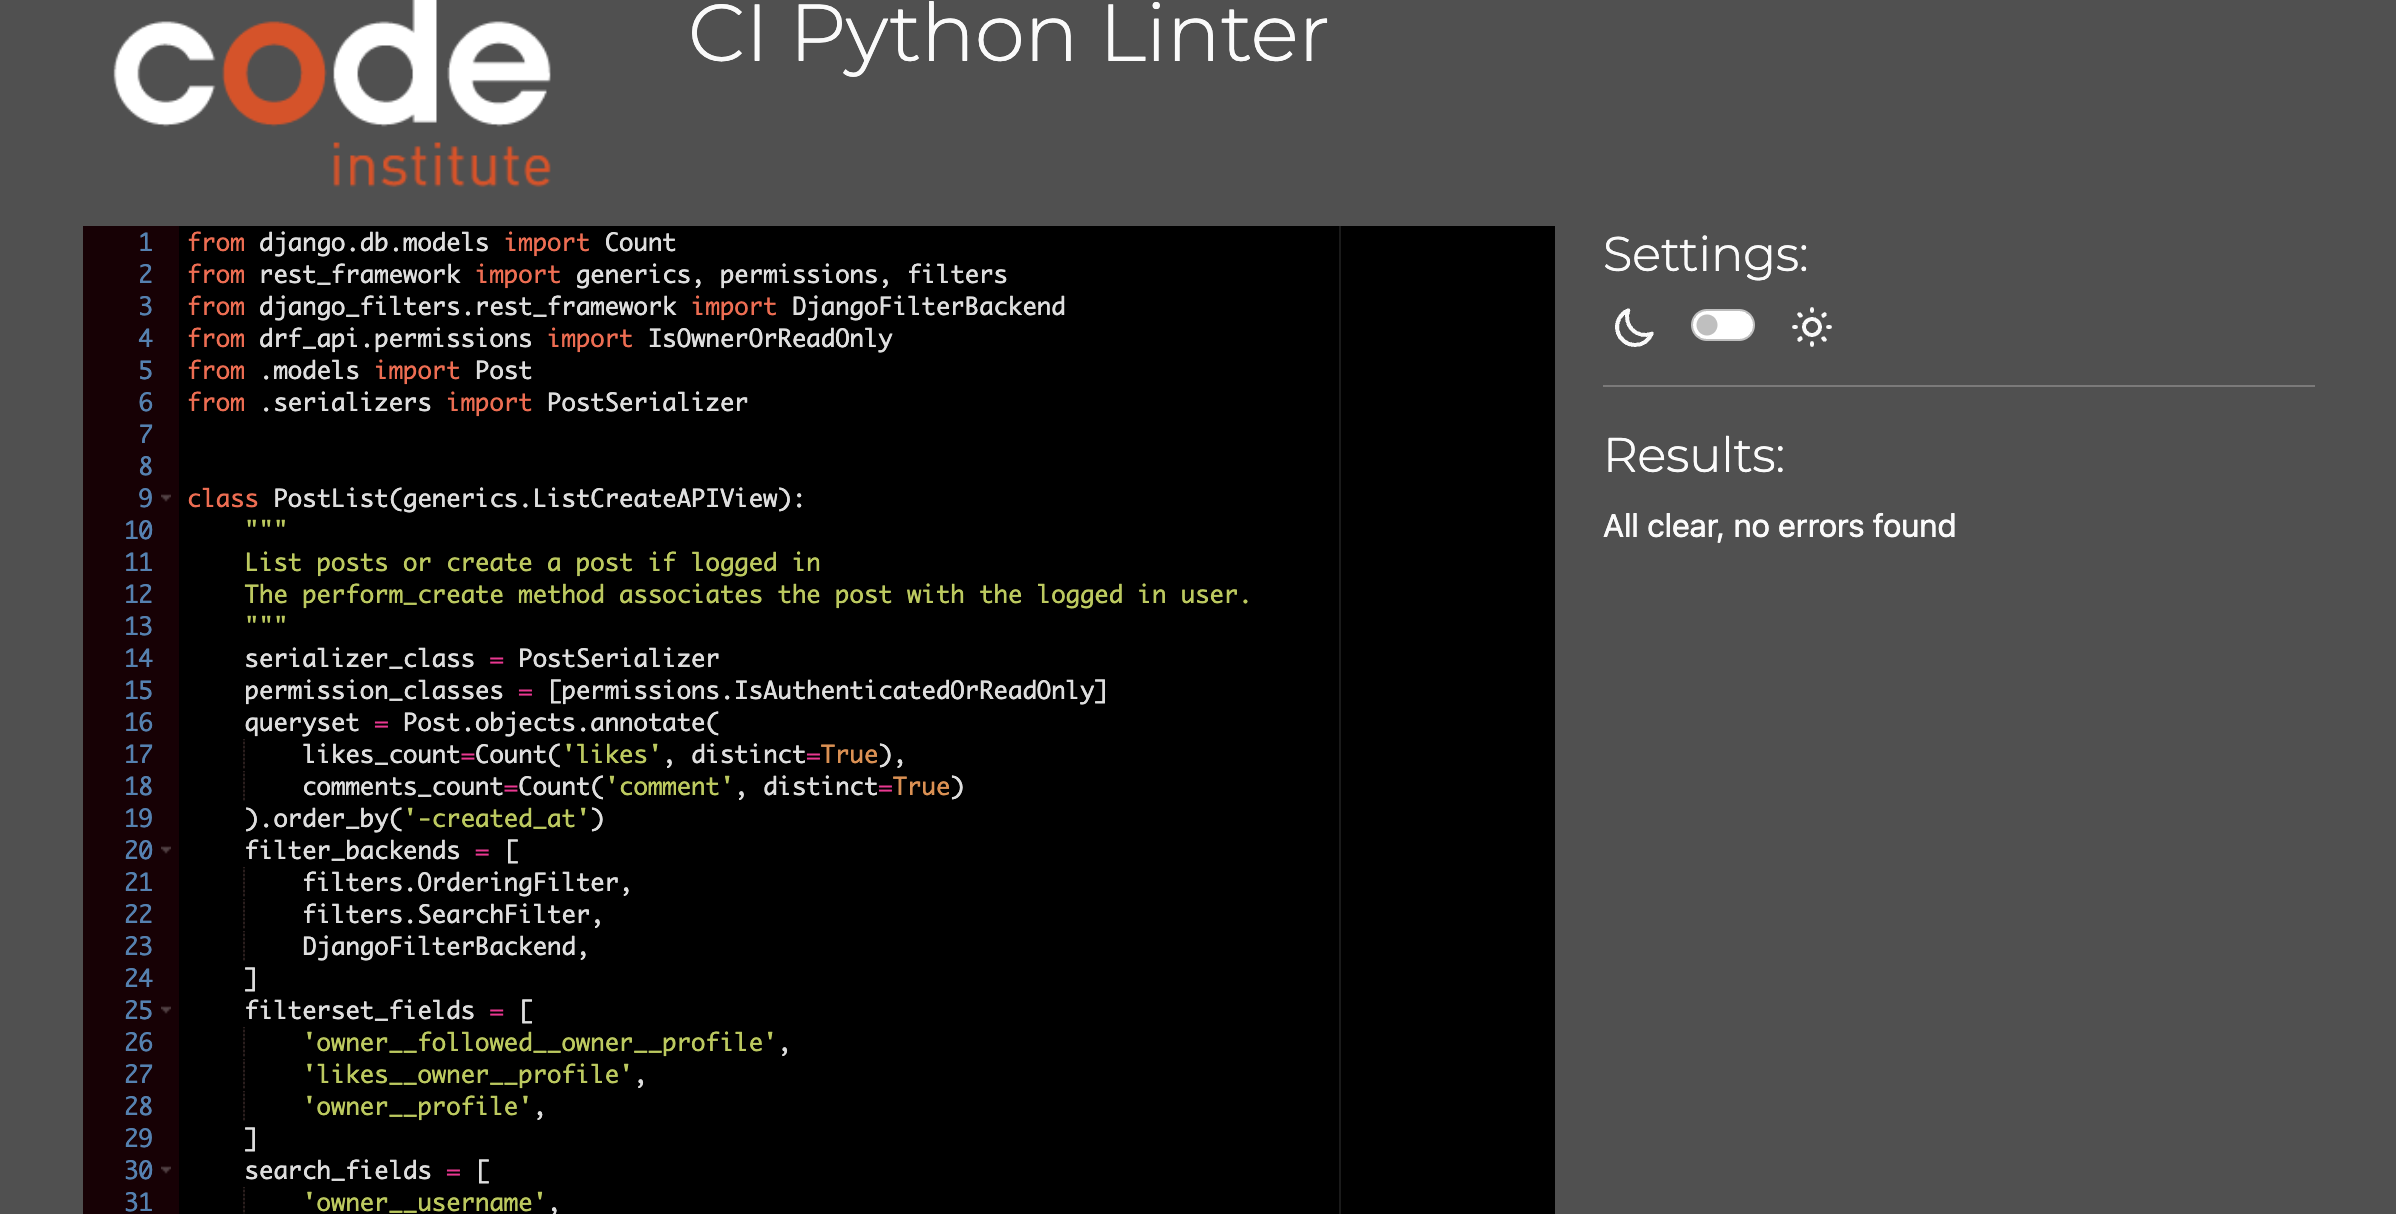 code
institute
CI Python Linter
1 from django.db.models import Count
2 from rest_framework import generics, permissions, filters
3 from django_filters.rest_framework import DjangoFilterBackend
4 from drf_api.permissions import IsOwnerOrReadOnly
5 from .models import Post
6 from .serializers import PostSerializer
7
8
9 class PostList(generics.ListCreateAPIView):
10     """
11     List posts or create a post if logged in
12     The perform_create method associates the post with the logged in user.
13     """
14     serializer_class = PostSerializer
15     permission_classes = [permissions.IsAuthenticatedOrReadOnly]
16     queryset = Post.objects.annotate(
17         likes_count=Count('likes', distinct=True),
18         comments_count=Count('comment', distinct=True)
19     ).order_by('-created_at')
20     filter_backends = [
21         filters.OrderingFilter,
22         filters.SearchFilter,
23         DjangoFilterBackend,
24     ]
25     filterset_fields = [
26         'owner__followed__owner__profile',
27         'likes__owner__profile',
28         'owner__profile',
29     ]
30     search_fields = [
31         'owner__username',
Settings:
Results:
All clear, no errors found